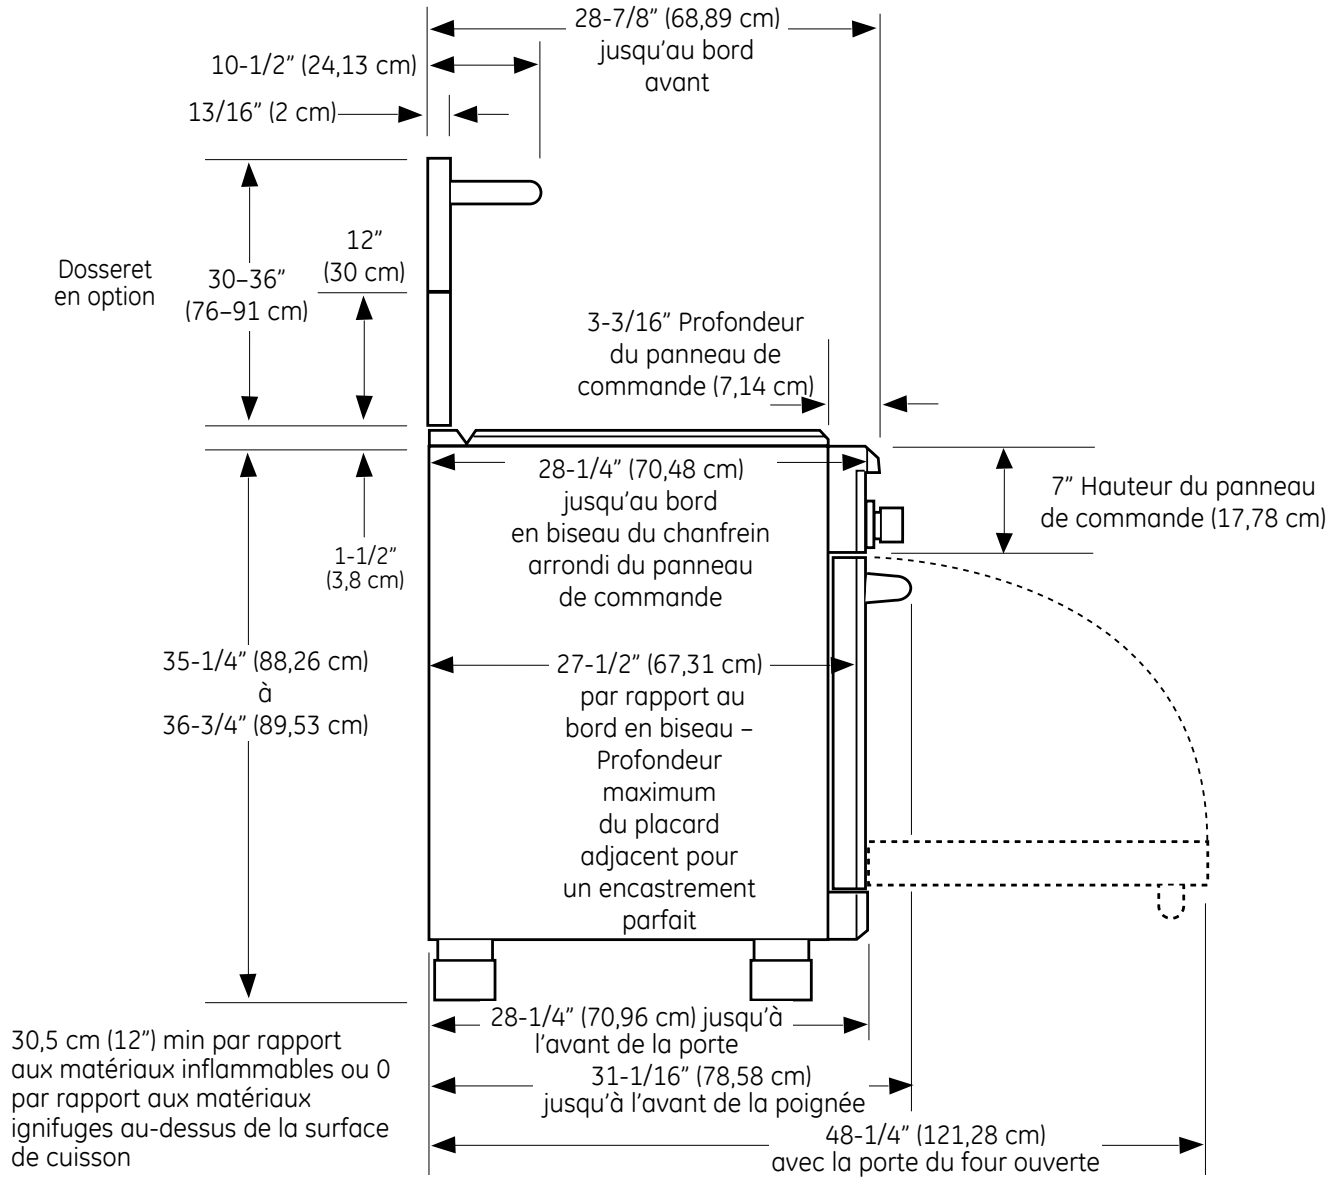 28-7/8” (68,89 cm)
jusqu’au bord
avant
10-1/2” (24,13 cm)
13/16” (2 cm)
Dosseret
en option
30–36”
(76–91 cm)
12”
(30 cm)
3-3/16” Profondeur
du panneau de
commande (7,14 cm)
28-1/4” (70,48 cm)
jusqu’au bord
en biseau du chanfrein
arrondi du panneau
de commande
7” Hauteur du panneau
de commande (17,78 cm)
1-1/2”
(3,8 cm)
35-1/4” (88,26 cm)
à
36-3/4” (89,53 cm)
27-1/2” (67,31 cm)
par rapport au
bord en biseau –
Profondeur
maximum
du placard
adjacent pour
un encastrement
parfait
30,5 cm (12”) min par rapport
aux matériaux inflammables ou 0
par rapport aux matériaux
ignifuges au-dessus de la surface
de cuisson
28-1/4” (70,96 cm) jusqu’à
l’avant de la porte
31-1/16” (78,58 cm)
jusqu’à l’avant de la poignée
48-1/4” (121,28 cm)
avec la porte du four ouverte